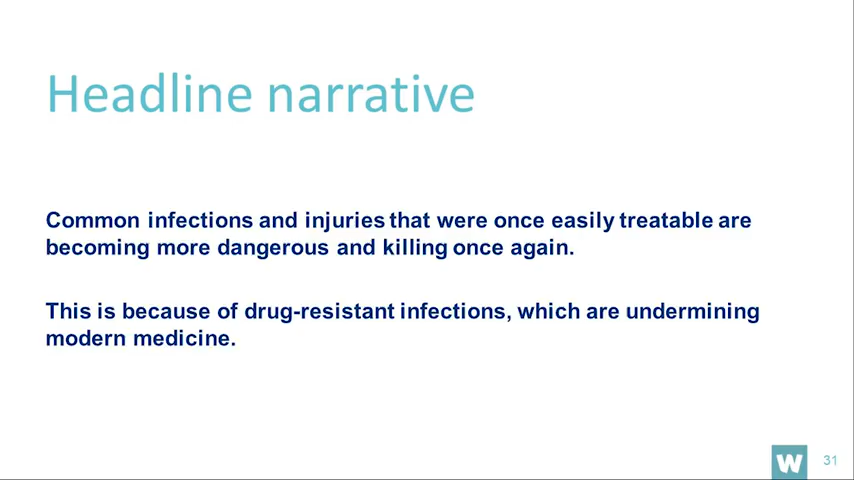 Headline narrative
Common infections and injuries that were once easily treatable are
becoming more dangerous and killing once again.
This is because of drug-resistant infections, which are undermining
modern medicine.
W
31